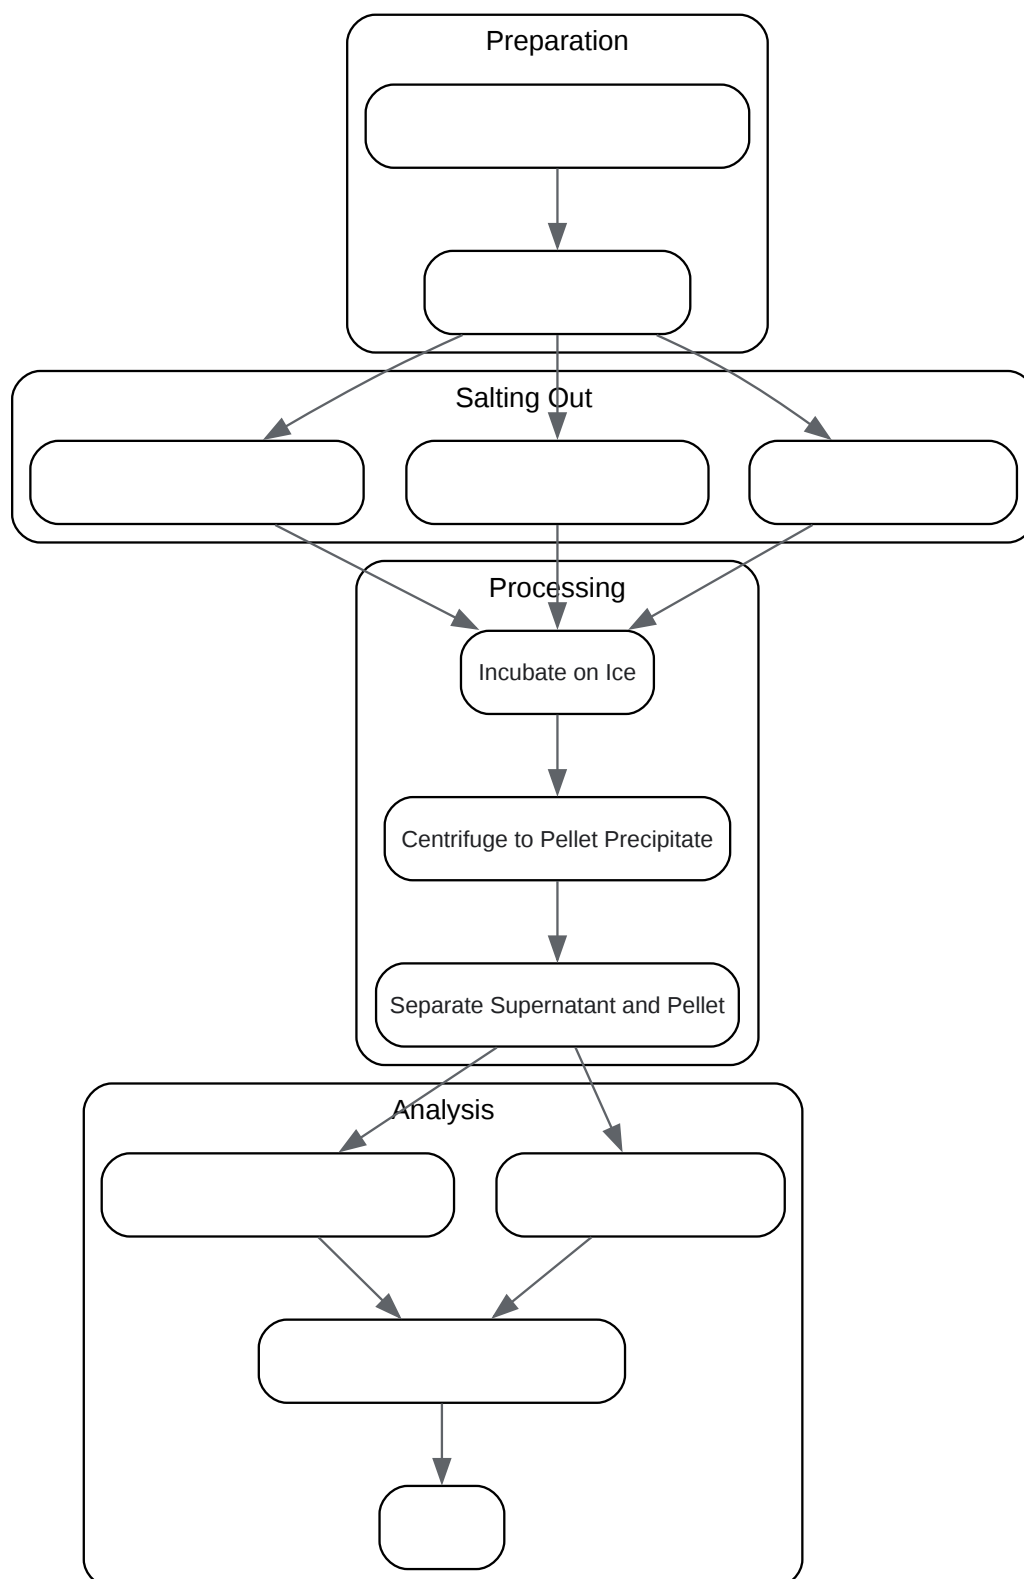 Preparation
Salting Out
Processing
Incubate on Ice
Centrifuge to Pellet Precipitate
Separate Supernatant and Pellet
Analysis